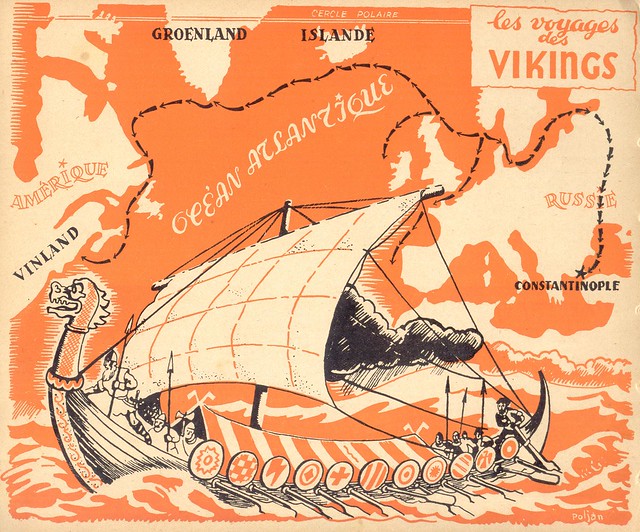 CERCLE POLAIRE
les voyages
des
VIKINGS
GROENLAND
ISLANDE
OCÉAN ATLANTIQUE
AMÉRIQUE
RUSSIE
VINLAND
CONSTANTINOPLE
Poljan